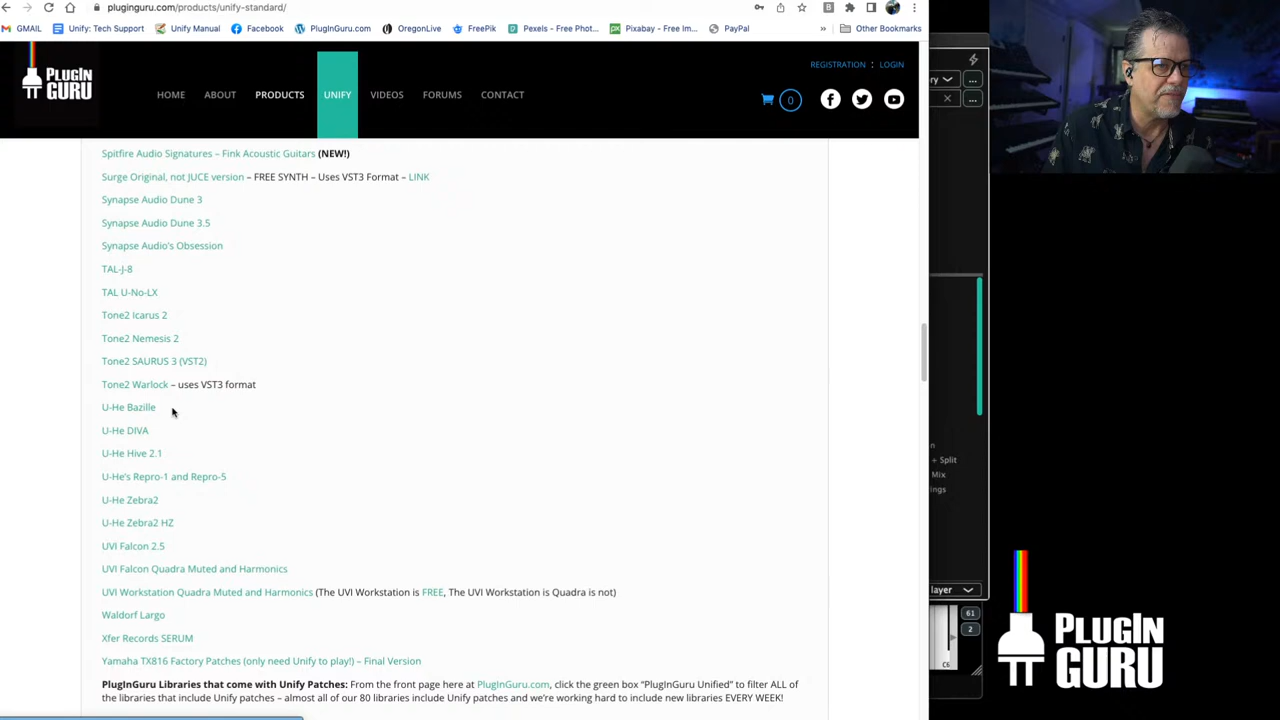 pluginguru.com/products/unify-standard/
GMAIL
Unify: Tech Support
Unify Manual
Facebook
PlugInGuru.com
OregonLive
FreePik
Pexels - Free Phot...
Pixabay - Free Im...
PayPal
»
Other Bookmarks
PLUGIN
GURU
REGISTRATION : LOGIN
HOME
ABOUT
PRODUCTS
UNIFY
VIDEOS
FORUMS
CONTACT
0
Spitfire Audio Signatures – Fink Acoustic Guitars (NEW!)
Surge Original, not JUCE version – FREE SYNTH – Uses VST3 Format – LINK
Synapse Audio Dune 3
Synapse Audio Dune 3.5
Synapse Audio's Obsession
TAL-J-8
TAL U-No-LX
Tone2 Icarus 2
Tone2 Nemesis 2
Tone2 SAURUS 3 (VST2)
Tone2 Warlock – uses VST3 format
U-He Bazille
U-He DIVA
U-He Hive 2.1
U-He's Repro-1 and Repro-5
U-He Zebra2
U-He Zebra2 HZ
UVI Falcon 2.5
UVI Falcon Quadra Muted and Harmonics
UVI Workstation Quadra Muted and Harmonics (The UVI Workstation is FREE, The UVI Workstation is Quadra is not)
Waldorf Largo
Xfer Records SERUM
Yamaha TX816 Factory Patches (only need Unify to play!) – Final Version
PlugInGuru Libraries that come with Unify Patches: From the front page here at PlugInGuru.com, click the green box “PlugInGuru Unified” to filter ALL of
the libraries that include Unify patches – almost all of our 80 libraries include Unify patches and we're working hard to include new libraries EVERY WEEK!
+ Split
Mix
layer
61
2
C6
PLUGIN
GURU